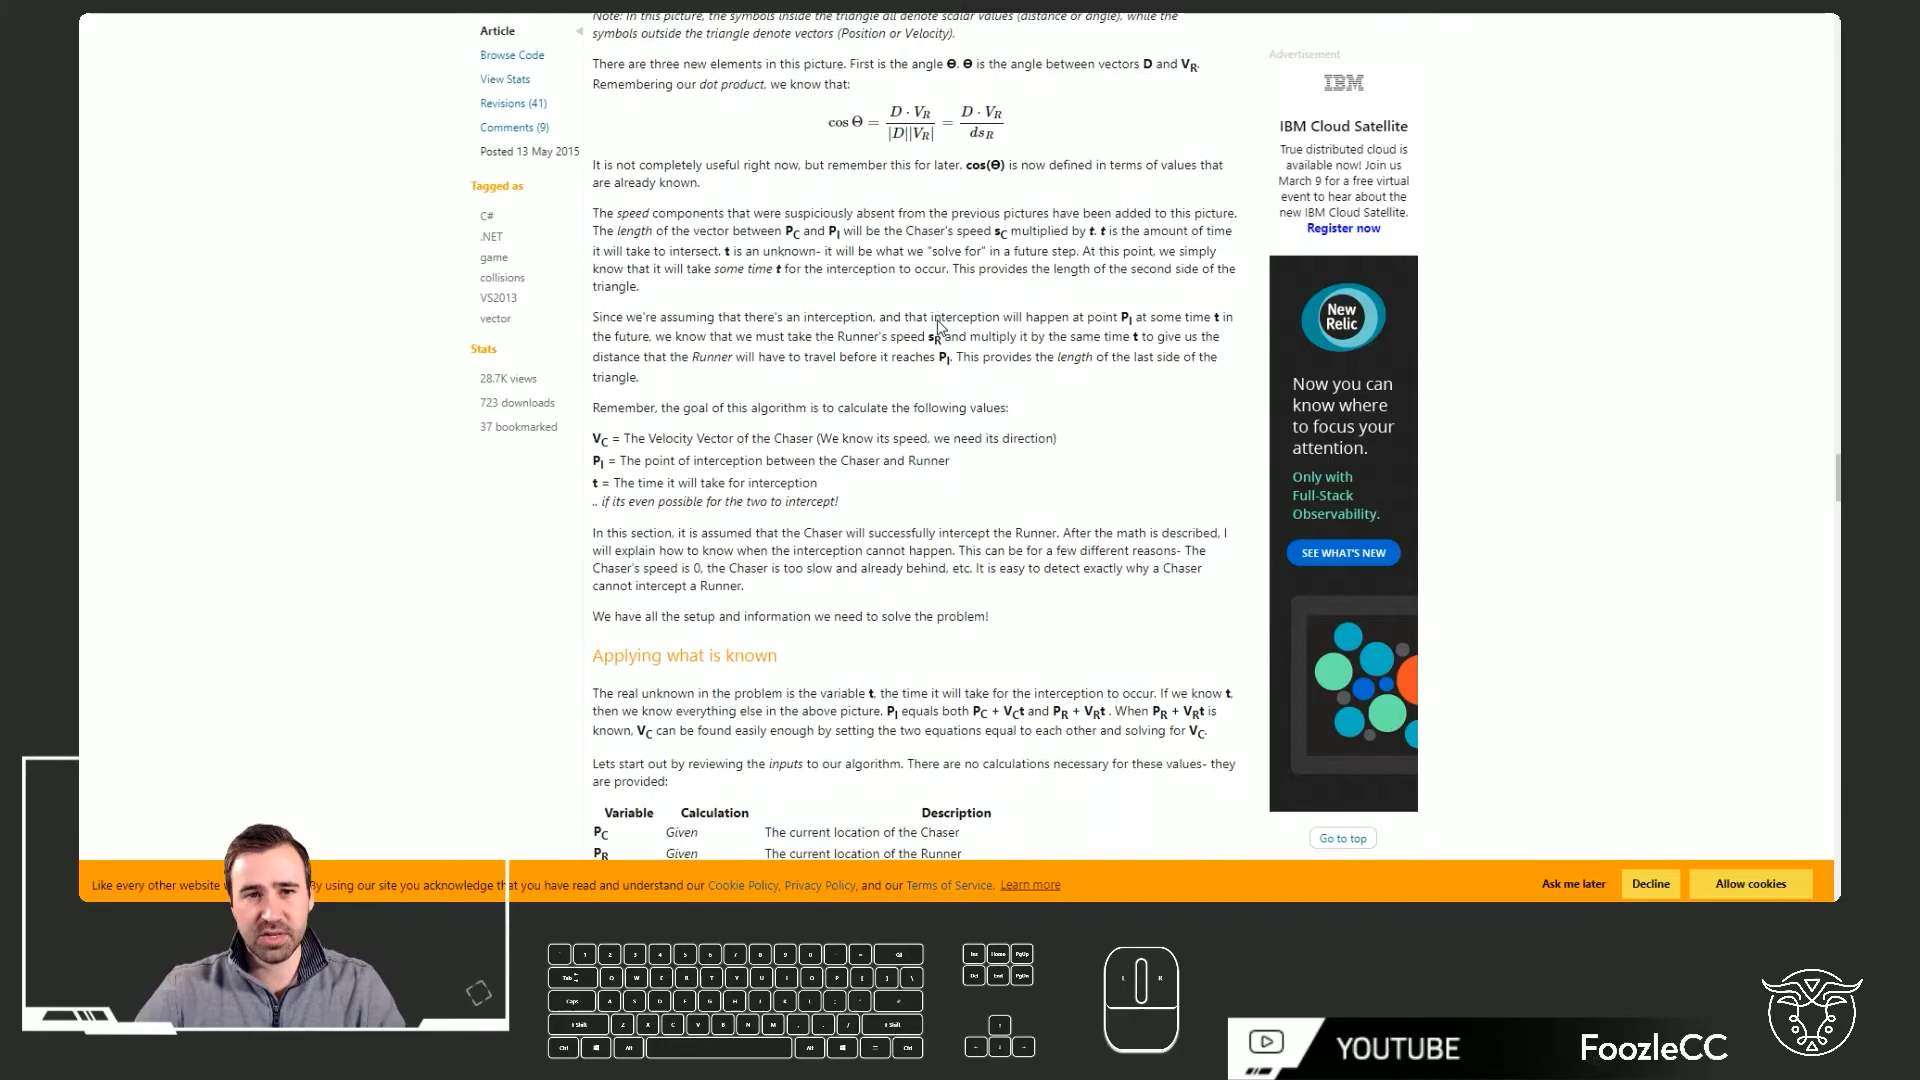 Note: In this picture, the symbols inside the triangle all denote scalar values (distance or angle), while the
symbols outside the triangle denote vectors (Position or Velocity).
There are three new elements in this picture. First is the angle Θ. Θ is the angle between vectors D and VR.
Remembering our dot product, we know that:
cos Θ = D · VR / |D||VR| = D · VR / dsR
It is not completely useful right now, but remember this for later. cos(Θ) is now defined in terms of values that
are already known.
The speed components that were suspiciously absent from the previous pictures have been added to this picture.
The length of the vector between PC and PI will be the Chaser's speed sC multiplied by t. t is the amount of time
it will take to intersect. t is an unknown- it will be what we "solve for" in a future step. At this point, we simply
know that it will take some time t for the interception to occur. This provides the length of the second side of the
triangle.
Since we're assuming that there's an interception, and that interception will happen at point PI at some time t in
the future, we know that we must take the Runner's speed sR and multiply it by the same time t to give us the
distance that the Runner will have to travel before it reaches PI. This provides the length of the last side of the
triangle.
Remember, the goal of this algorithm is to calculate the following values:
VC = The Velocity Vector of the Chaser (We know its speed, we need its direction)
PI = The point of interception between the Chaser and Runner
t = The time it will take for interception
.. if its even possible for the two to intercept!
In this section, it is assumed that the Chaser will successfully intercept the Runner. After the math is described, I
will explain how to know when the interception cannot happen. This can be for a few different reasons- The
Chaser's speed is 0, the Chaser is too slow and already behind, etc. It is easy to detect exactly why a Chaser
cannot intercept a Runner.
We have all the setup and information we need to solve the problem!
Applying what is known
The real unknown in the problem is the variable t, the time it will take for the interception to occur. If we know t,
then we know everything else in the above picture. PI equals both PC + VCt and PR + VRt . When PR + VRt is
known, VC can be found easily enough by setting the two equations equal to each other and solving for VC.
Lets start out by reviewing the inputs to our algorithm. There are no calculations necessary for these values- they
are provided:
Variable Calculation Description
PC Given The current location of the Chaser
PR Given The current location of the Runner
Article
Browse Code
View Stats
Revisions (41)
Comments (9)
Posted 13 May 2015
Tagged as
C#
.NET
game
collisions
VS2013
vector
Stats
28.7K views
723 downloads
37 bookmarked
Advertisement
IBM
IBM Cloud Satellite
True distributed cloud is
available now! Join us
March 9 for a free virtual
event to hear about the
new IBM Cloud Satellite.
Register now
New
Relic
Now you can
know where
to focus your
attention.
Only with
Full-Stack
Observability.
SEE WHAT'S NEW
Go to top
Like every other website
By using our site you acknowledge that you have read and understand our Cookie Policy, Privacy Policy, and our Terms of Service. Learn more
Ask me later Decline Allow cookies
1 2 3 4 5 6 7 8 9 0 - =
Tab Q W E R T Y U I O P [ ] \
Caps A S D F G H J K L ; '
Shift Z X C V B N M , . / Shift
Ctrl Alt Alt Ctrl
Ins Home PgUp
Del End PgDn
L R
YOUTUBE
FoozleCC